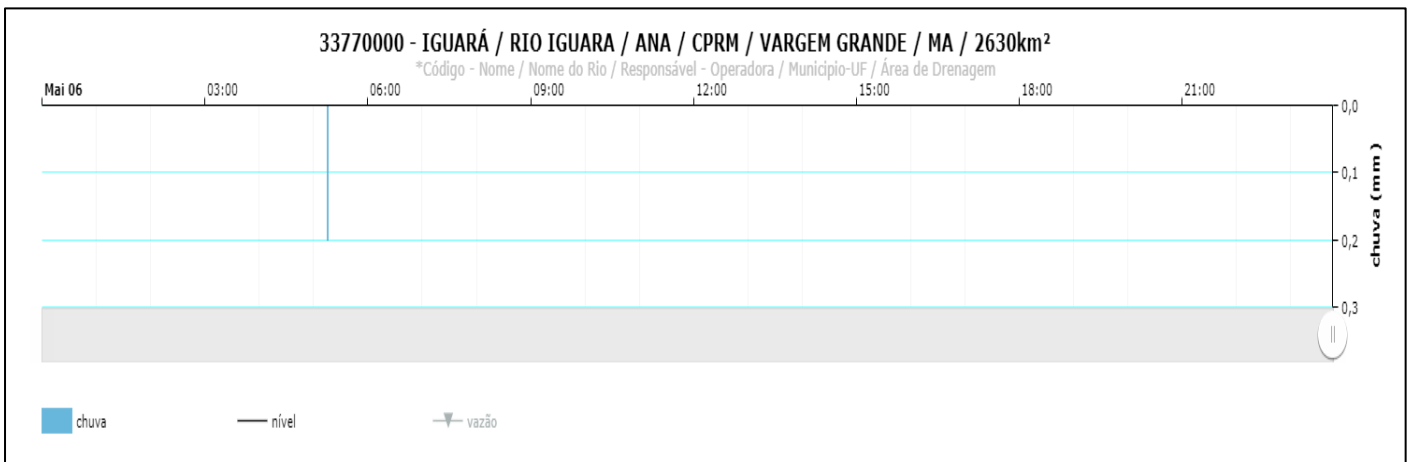 33770000 - IGUARÁ / RIO IGUARA / ANA / CPRM / VARGEM GRANDE / MA / 2630km²
*Código - Nome / Nome do Rio / Responsável - Operadora / Municipio-UF / Área de Drenagem
Mai 06 03:00 06:00 09:00 12:00 15:00 18:00 21:00
0,0
0,1
0,2
0,3
chuva (mm)
chuva nível vazão